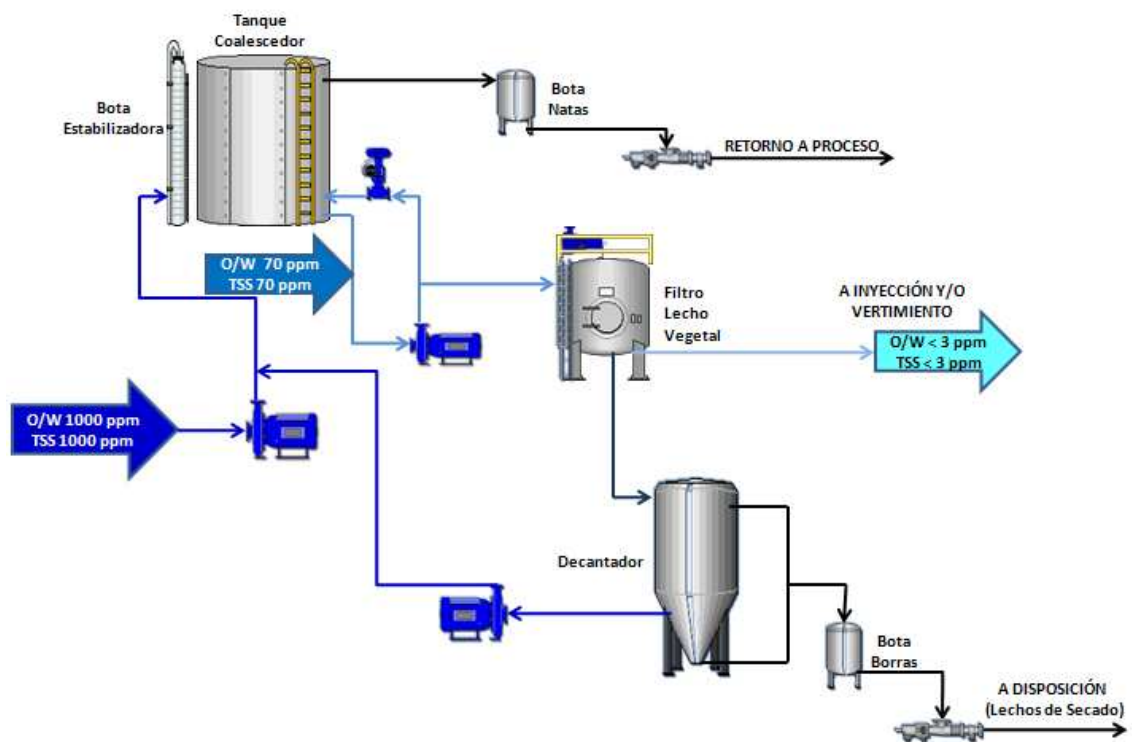 Tanque
Coalescedor
Bota
Estabilizadora
Bota
Natas
RETORNO A PROCESO
O/W 70 ppm
TSS 70 ppm
Filtro
Lecho
Vegetal
A INYECCIÓN Y/O
VERTIMIENTO
O/W < 3 ppm
TSS < 3 ppm
O/W 1000 ppm
TSS 1000 ppm
Decantador
Bota
Borras
A DISPOSICIÓN
(Lechos de Secado)